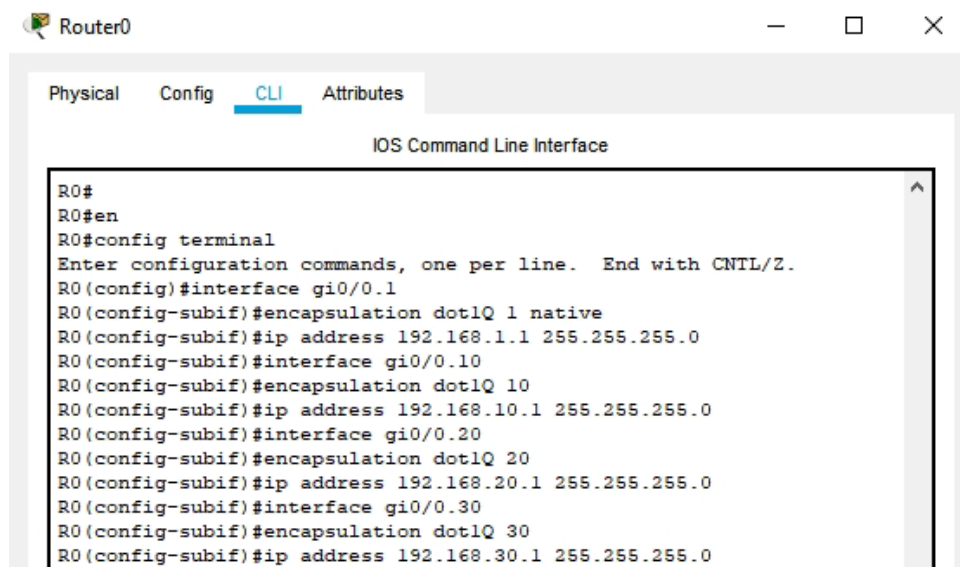 Router0
Physical Config CLI Attributes
IOS Command Line Interface
R0#
R0#en
R0#config terminal
Enter configuration commands, one per line.  End with CNTL/Z.
R0(config)#interface gi0/0.1
R0(config-subif)#encapsulation dot1Q 1 native
R0(config-subif)#ip address 192.168.1.1 255.255.255.0
R0(config-subif)#interface gi0/0.10
R0(config-subif)#encapsulation dot1Q 10
R0(config-subif)#ip address 192.168.10.1 255.255.255.0
R0(config-subif)#interface gi0/0.20
R0(config-subif)#encapsulation dot1Q 20
R0(config-subif)#ip address 192.168.20.1 255.255.255.0
R0(config-subif)#interface gi0/0.30
R0(config-subif)#encapsulation dot1Q 30
R0(config-subif)#ip address 192.168.30.1 255.255.255.0